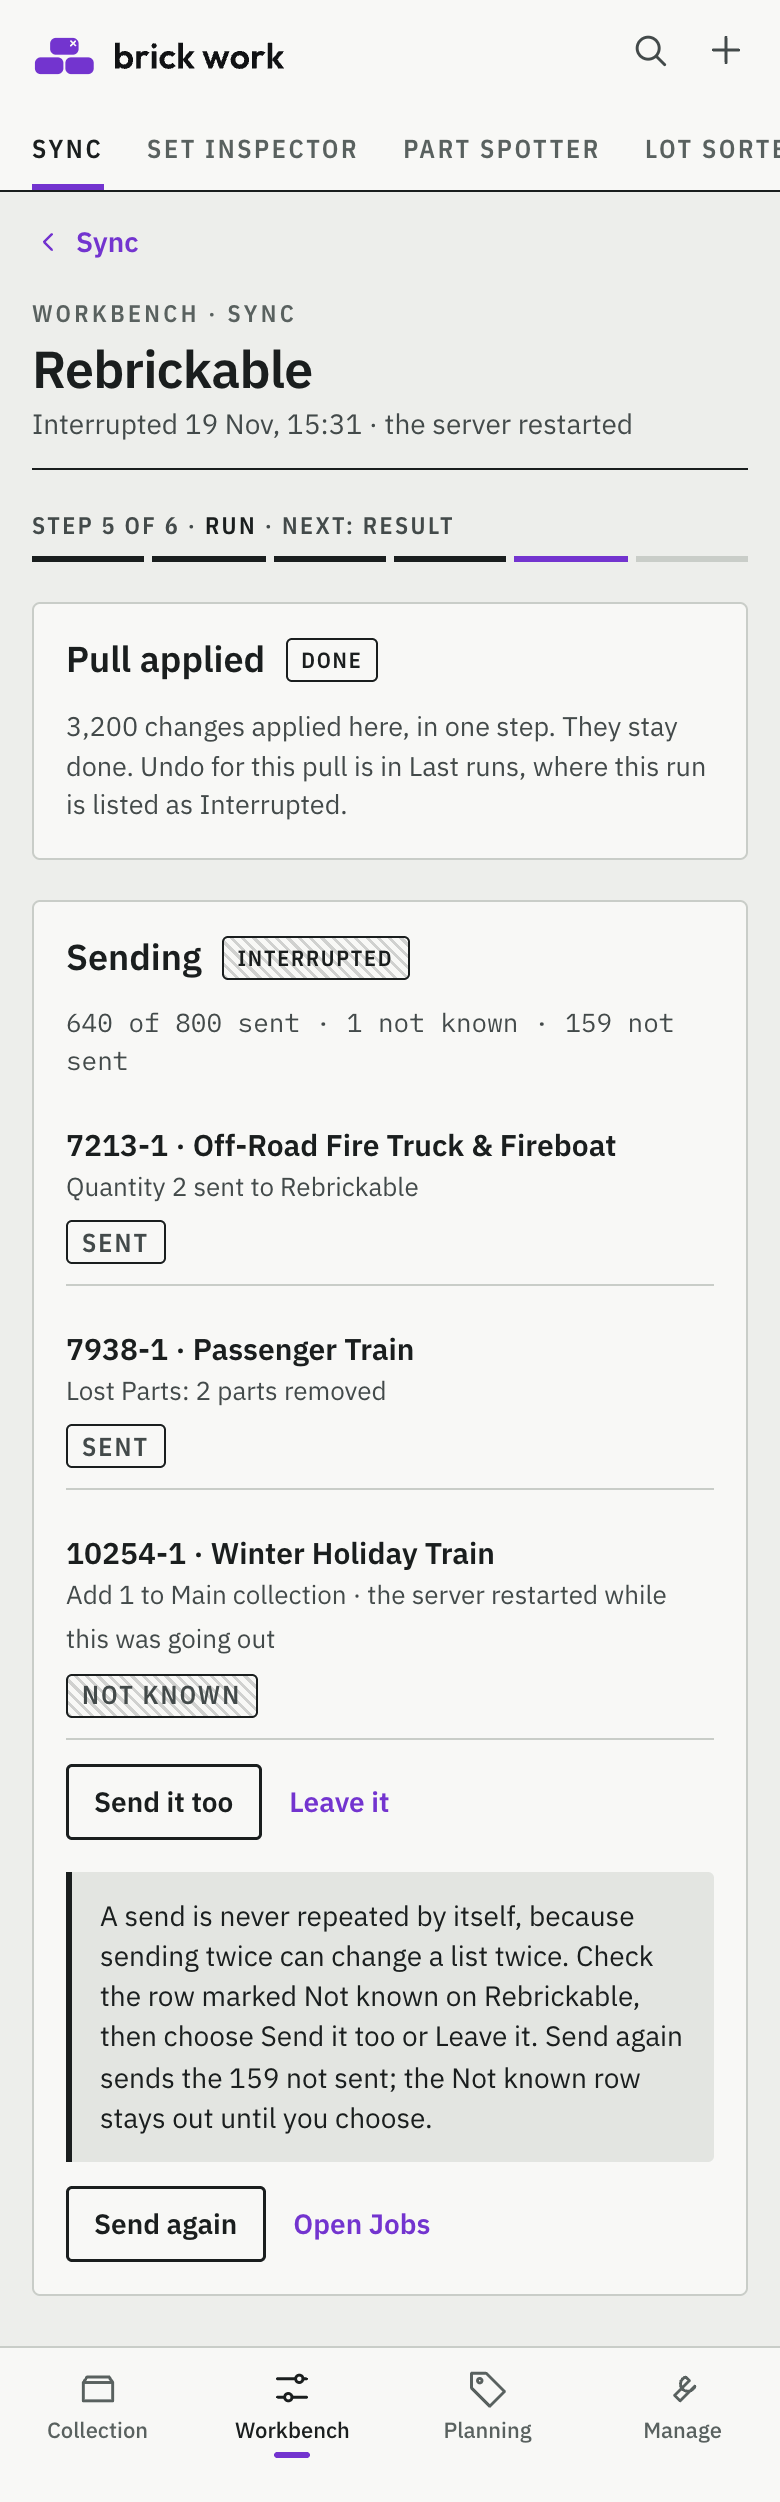 brick work
SYNC SET INSPECTOR PART SPOTTER LOT SORTE
Sync
WORKBENCH · SYNC
Rebrickable
Interrupted 19 Nov, 15:31 · the server restarted
STEP 5 OF 6 · RUN · NEXT: RESULT
Pull applied DONE
3,200 changes applied here, in one step. They stay
done. Undo for this pull is in Last runs, where this run
is listed as Interrupted.
Sending INTERRUPTED
640 of 800 sent · 1 not known · 159 not
sent
7213-1 · Off-Road Fire Truck & Fireboat
Quantity 2 sent to Rebrickable
SENT
7938-1 · Passenger Train
Lost Parts: 2 parts removed
SENT
10254-1 · Winter Holiday Train
Add 1 to Main collection · the server restarted while
this was going out
NOT KNOWN
Send it too Leave it
A send is never repeated by itself, because
sending twice can change a list twice. Check
the row marked Not known on Rebrickable,
then choose Send it too or Leave it. Send again
sends the 159 not sent; the Not known row
stays out until you choose.
Send again Open Jobs
Collection Workbench Planning Manage